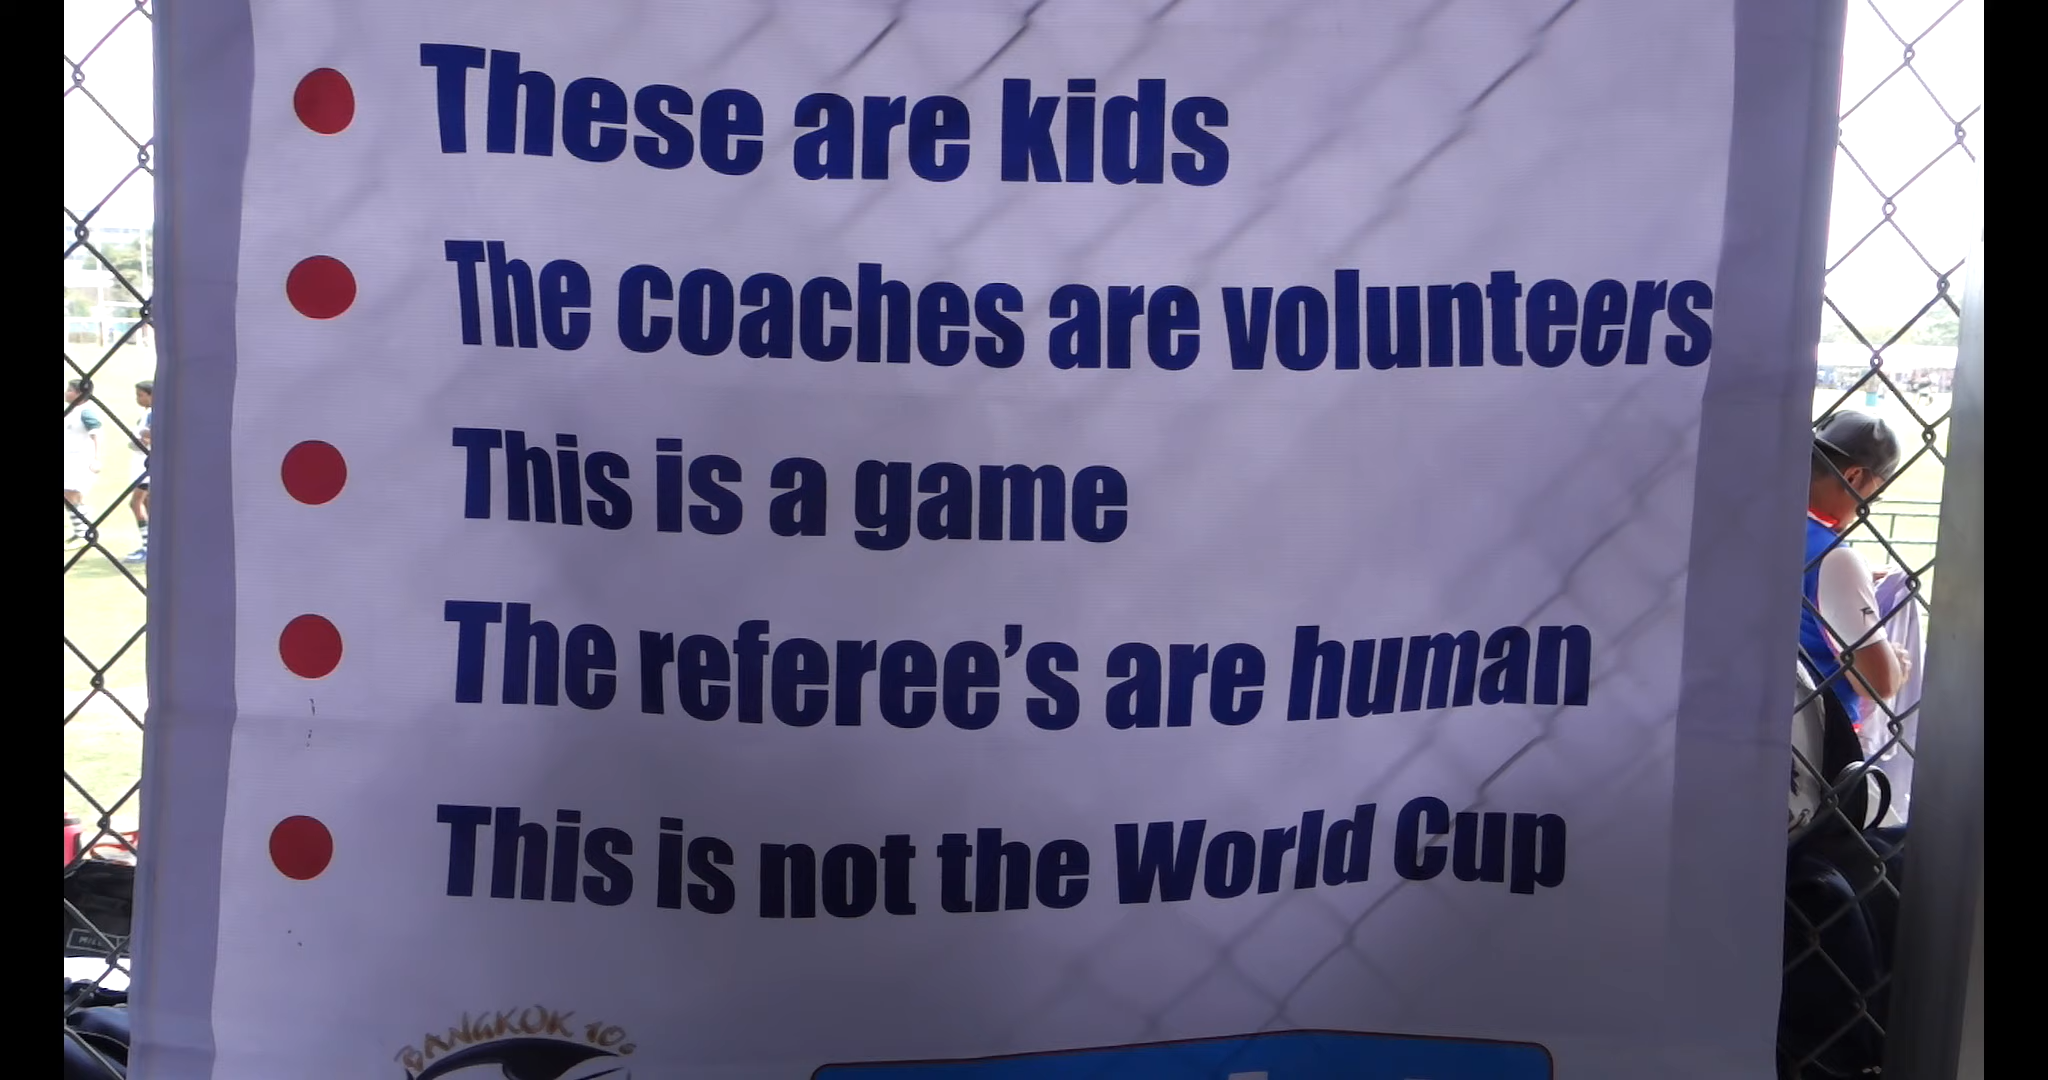 These are kids
The coaches are volunteers
This is a game
The referee’s are human
This is not the World Cup
BANGKOK 10s